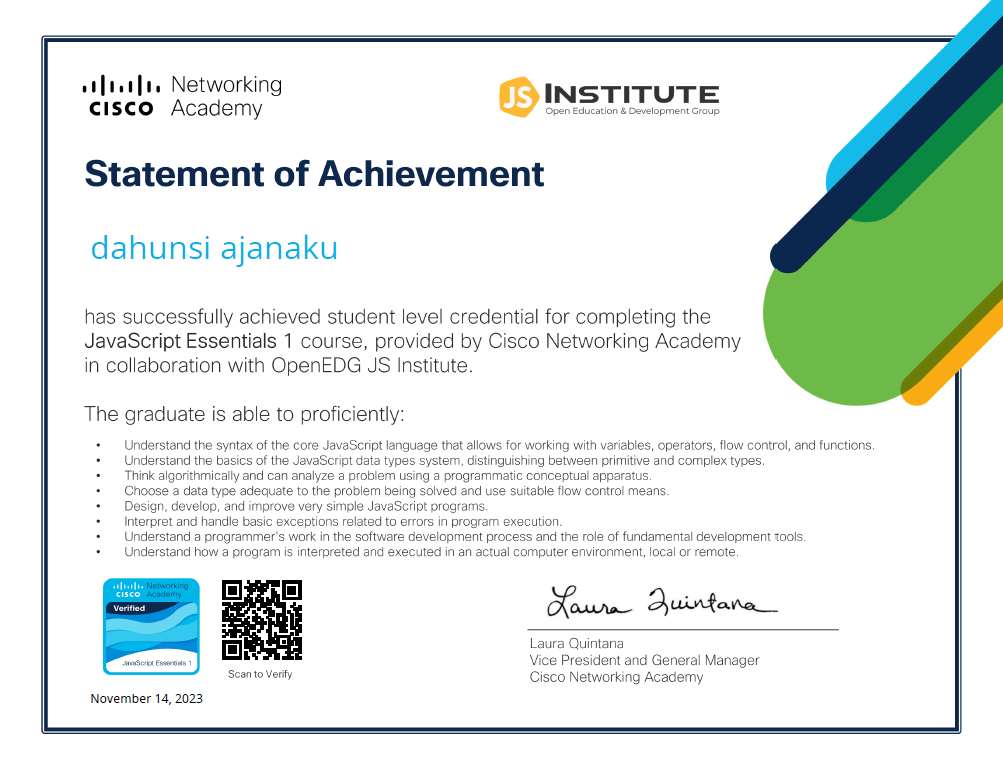 CISCO Networking Academy
JS INSTITUTE
Open Education & Development Group
Statement of Achievement
dahunsi ajanaku
has successfully achieved student level credential for completing the
JavaScript Essentials 1 course, provided by Cisco Networking Academy
in collaboration with OpenEDG JS Institute.
The graduate is able to proficiently:
• Understand the syntax of the core JavaScript language that allows for working with variables, operators, flow control, and functions.
• Understand the basics of the JavaScript data types system, distinguishing between primitive and complex types.
• Think algorithmically and can analyze a problem using a programmatic conceptual apparatus.
• Choose a data type adequate to the problem being solved and use suitable flow control means.
• Design, develop, and improve very simple JavaScript programs.
• Interpret and handle basic exceptions related to errors in program execution.
• Understand a programmer's work in the software development process and the role of fundamental development tools.
• Understand how a program is interpreted and executed in an actual computer environment, local or remote.
CISCO Networking Academy
Verified
JavaScript Essentials 1
Scan to Verify
November 14, 2023
Laura Quintana
Laura Quintana
Vice President and General Manager
Cisco Networking Academy